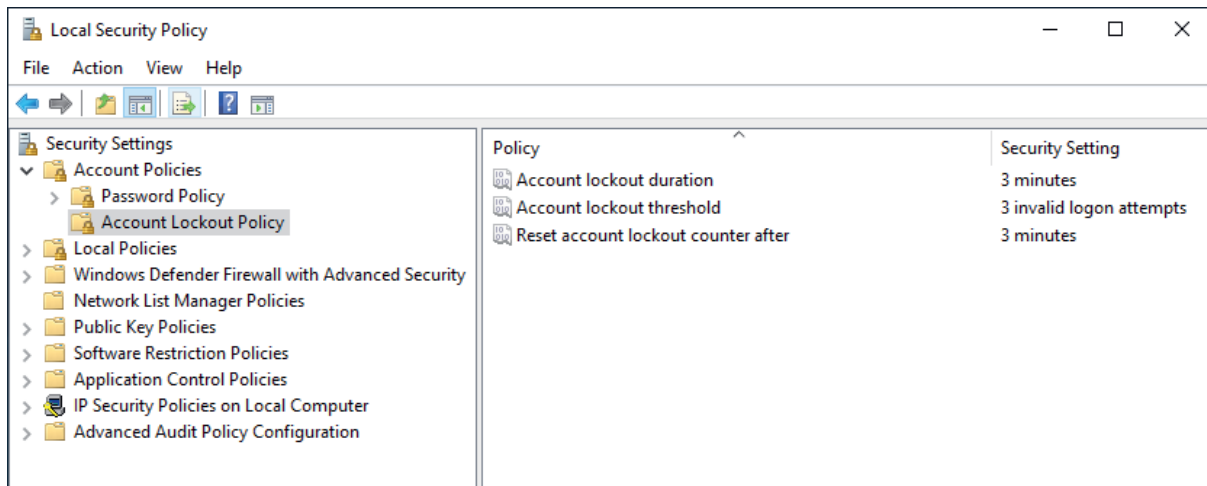 Local Security Policy
File Action View Help
Security Settings
Account Policies
Password Policy
Account Lockout Policy
Local Policies
Windows Defender Firewall with Advanced Security
Network List Manager Policies
Public Key Policies
Software Restriction Policies
Application Control Policies
IP Security Policies on Local Computer
Advanced Audit Policy Configuration
Policy Security Setting
Account lockout duration 3 minutes
Account lockout threshold 3 invalid logon attempts
Reset account lockout counter after 3 minutes